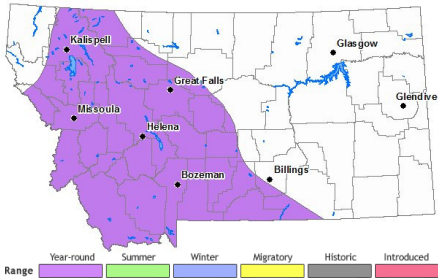 Kalispell
Glasgow
Great Falls
Glendive
Missoula
Helena
Billings
Bozeman
Year-round Summer Winter Migratory Historic Introduced
Range